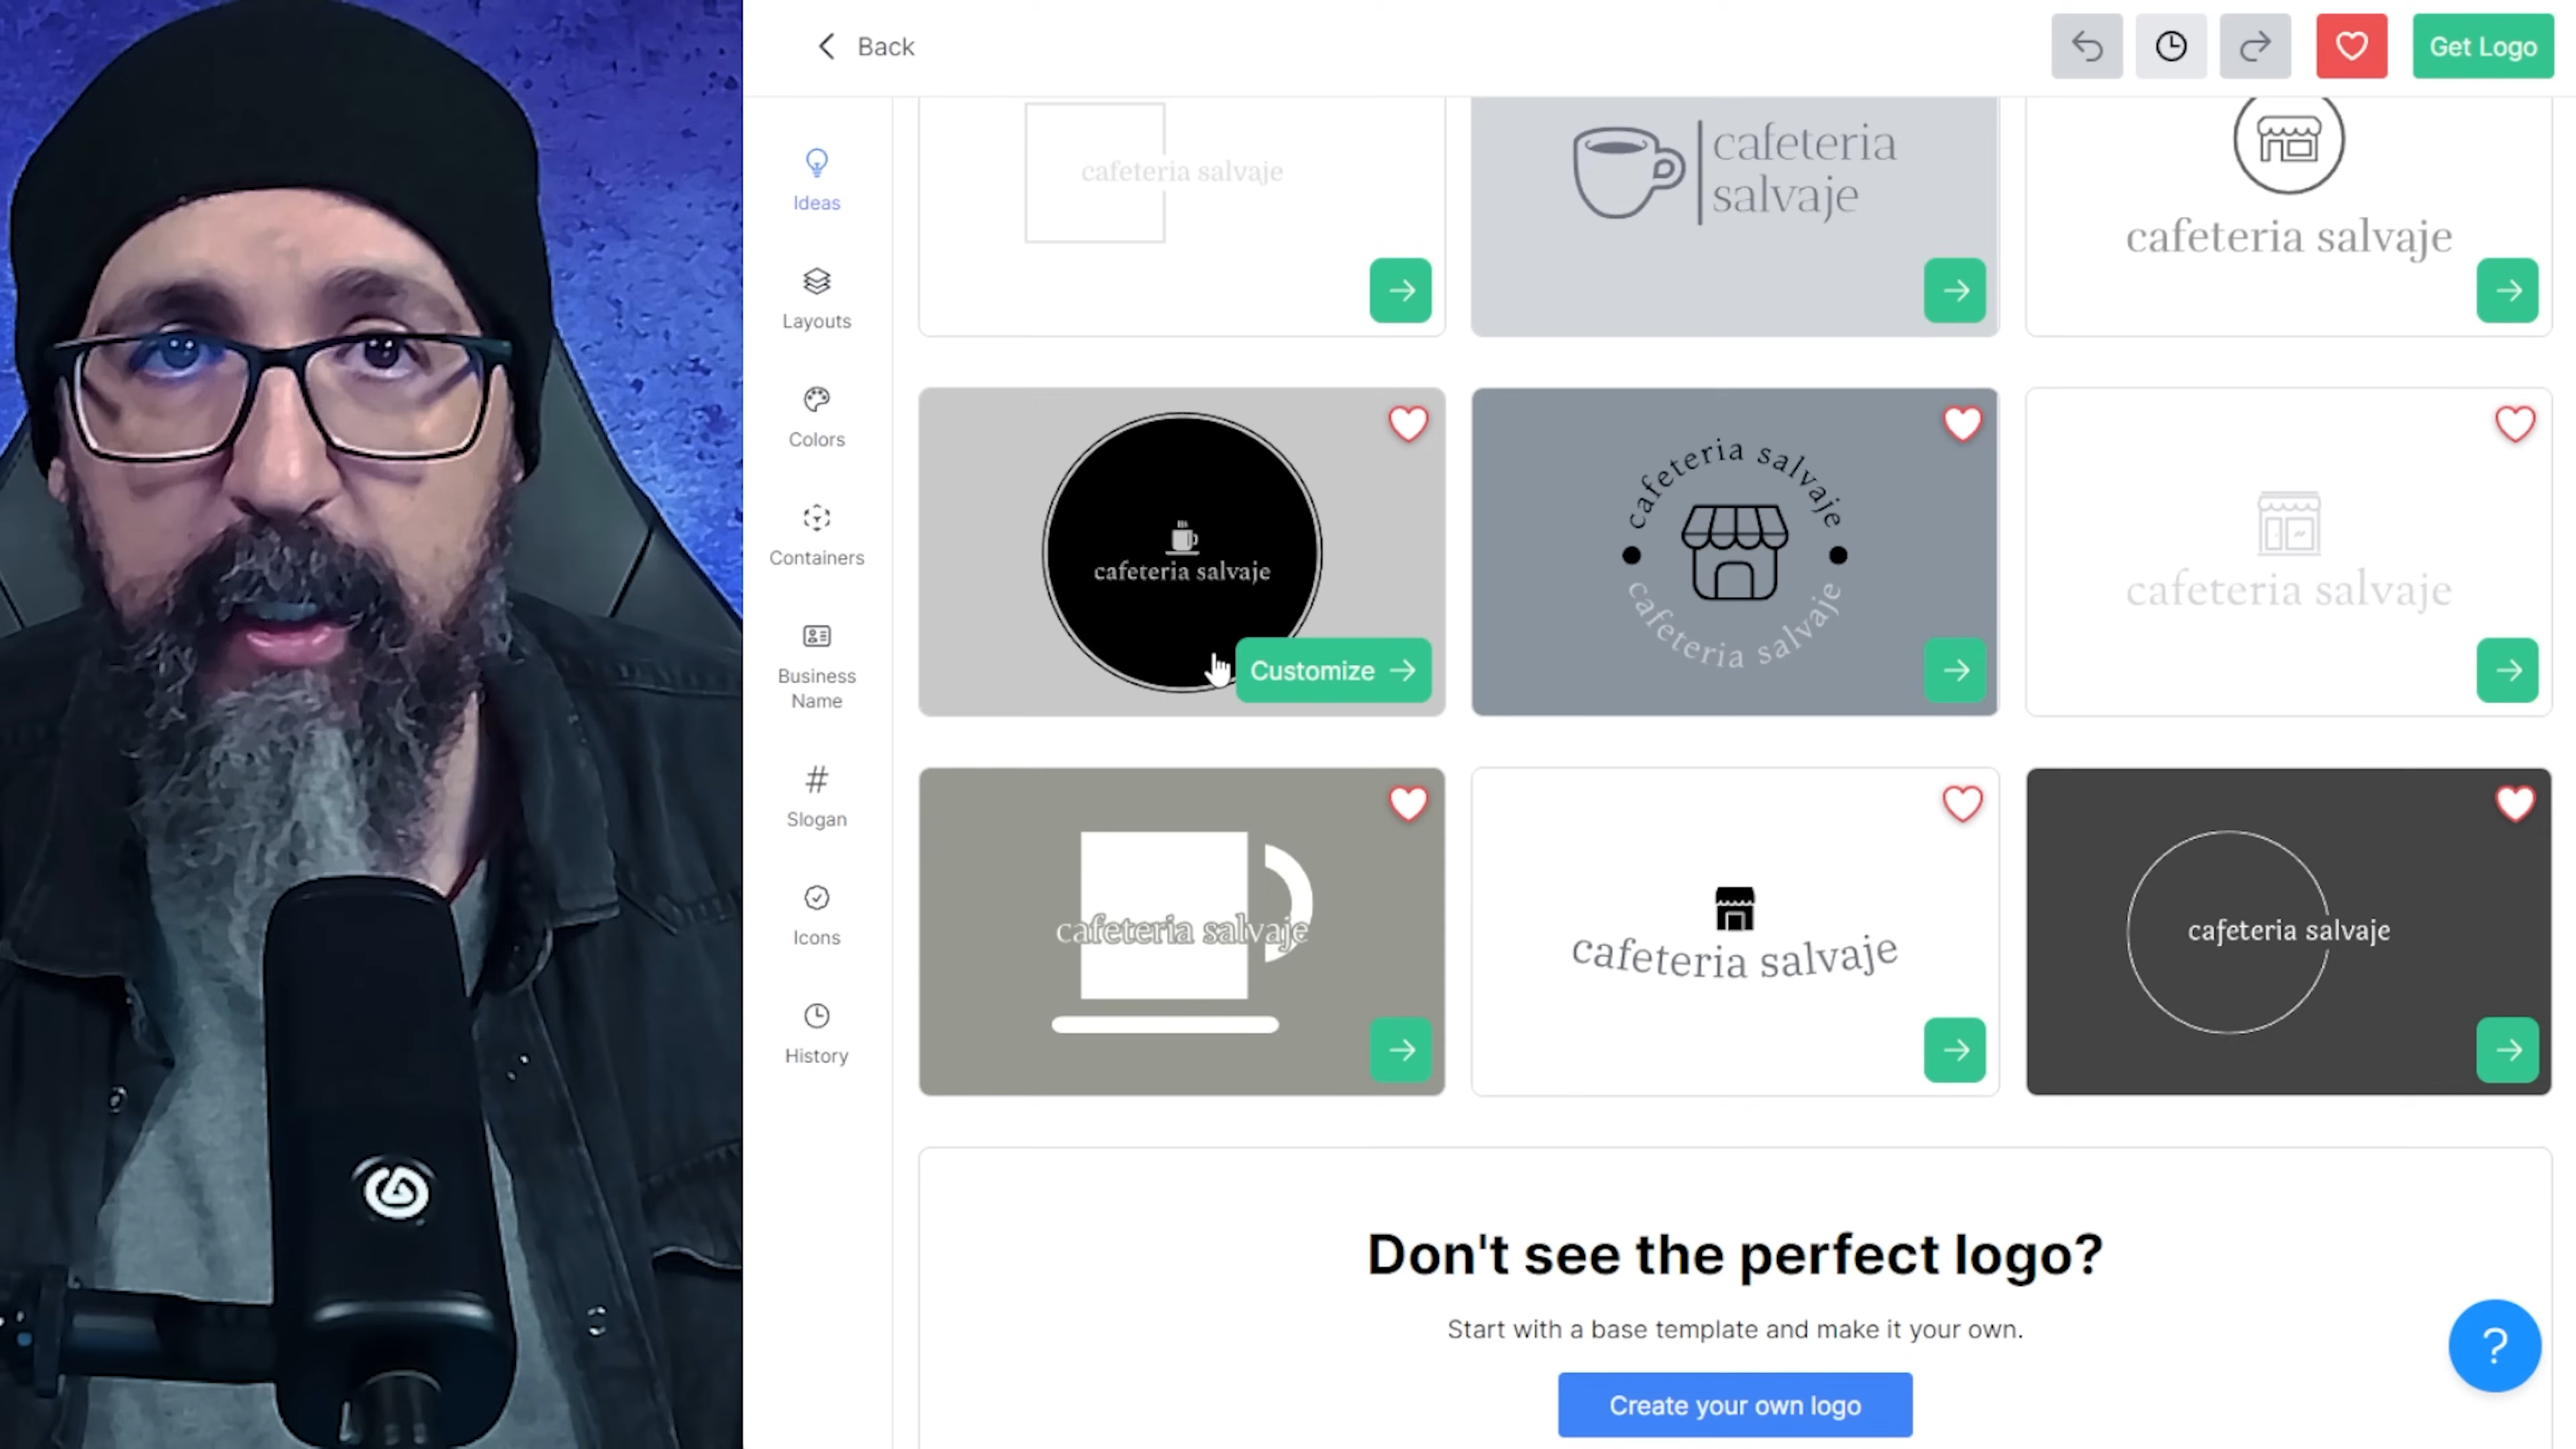 Back
Get Logo
Ideas
Layouts
Colors
Containers
Business
Name
Slogan
Icons
History
cafeteria salvaje
cafeteria
salvaje
cafeteria salvaje
cafeteria salvaje
Customize
cafeteria salvaje
cafeteria salvaje
cafeteria salvaje
cafeteria salvaje
cafeteria salvaje
cafeteria salvaje
Don't see the perfect logo?
Start with a base template and make it your own.
Create your own logo
?